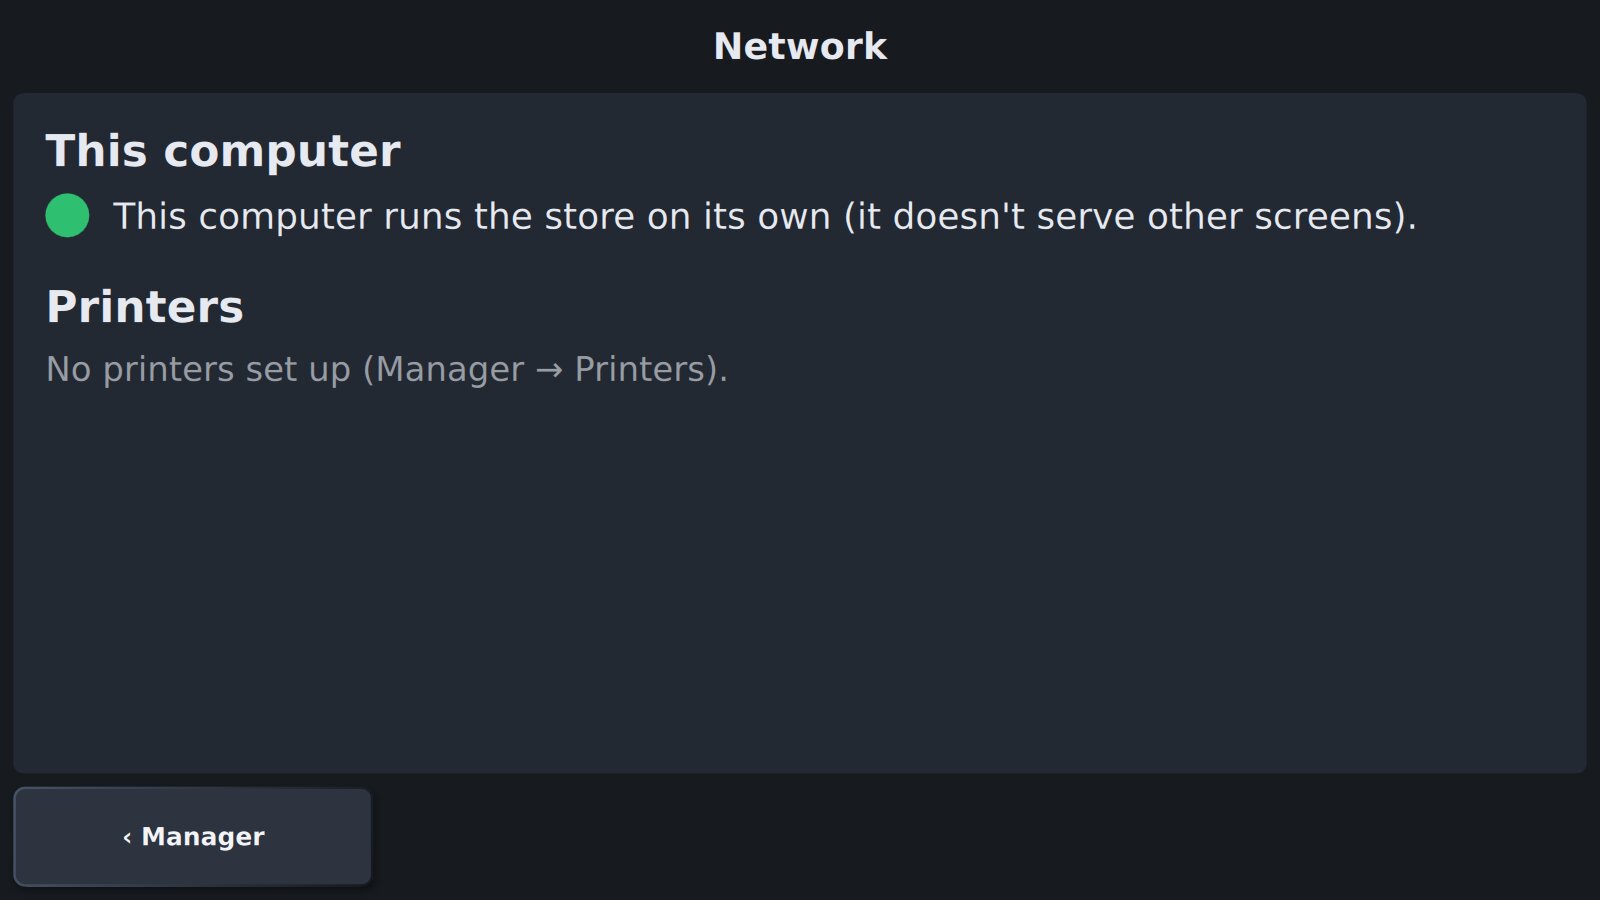 Network
This computer
This computer runs the store on its own (it doesn't serve other screens).
Printers
No printers set up (Manager → Printers).
‹ Manager